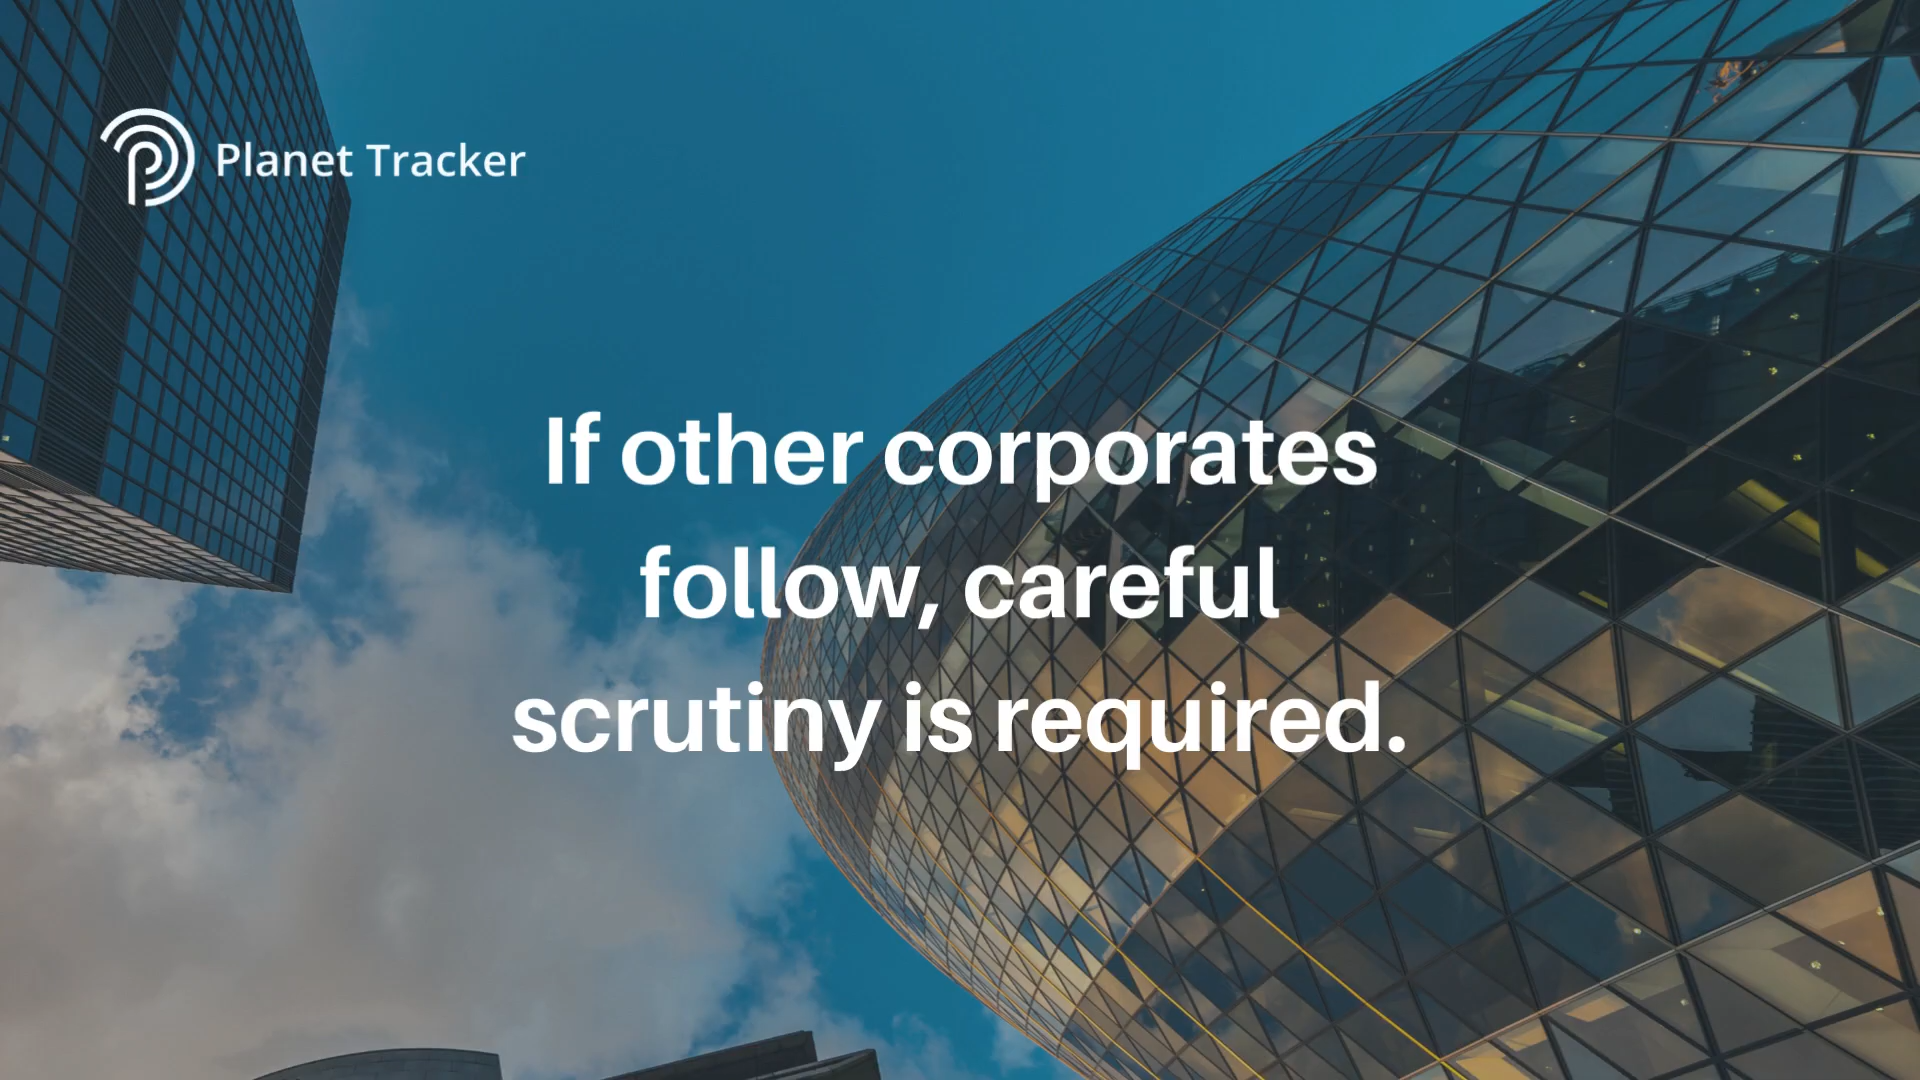 Planet Tracker
If other corporates
follow, careful
scrutiny is required.